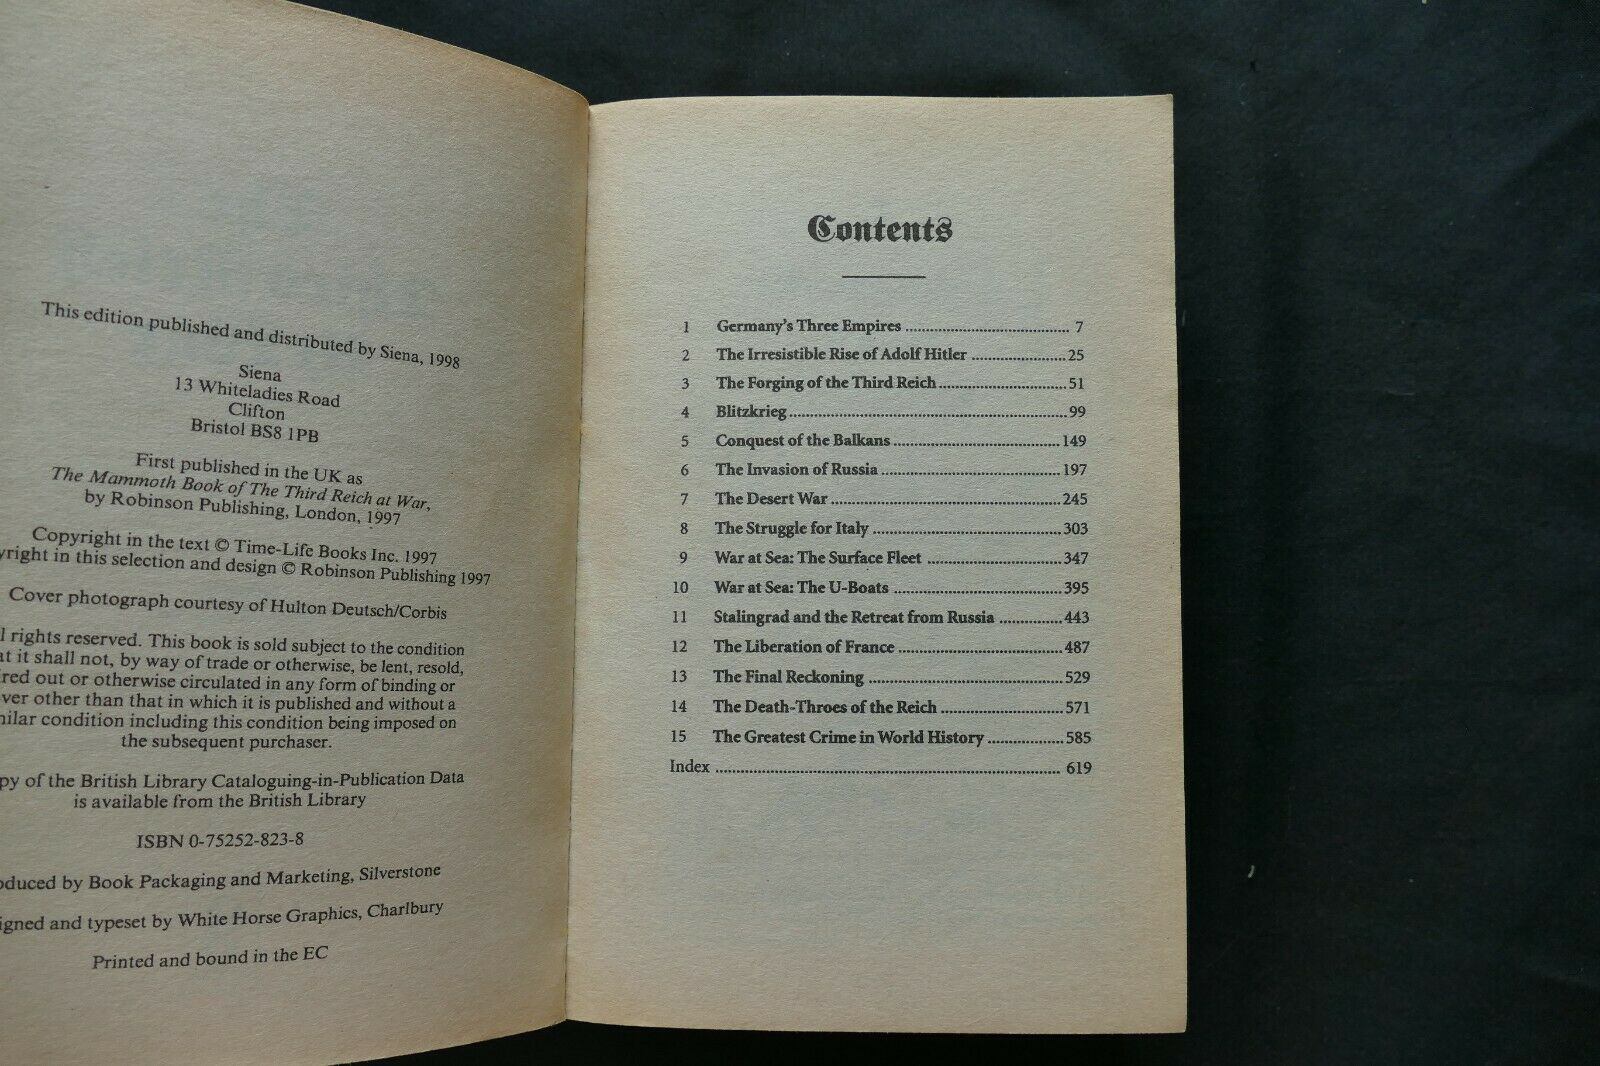 This edition published and distributed by Siena, 1998
Siena
13 Whiteladies Road
Clifton
Bristol BS8 1PB
First published in the UK as
The Mammoth Book of The Third Reich at War,
by Robinson Publishing, London, 1997
Copyright in the text © Time-Life Books Inc. 1997
yright in this selection and design © Robinson Publishing 1997
Cover photograph courtesy of Hulton Deutsch/Corbis
l rights reserved. This book is sold subject to the condition
at it shall not, by way of trade or otherwise, be lent, resold,
red out or otherwise circulated in any form of binding or
ver other than that in which it is published and without a
milar condition including this condition being imposed on
the subsequent purchaser.
py of the British Library Cataloguing-in-Publication Data
is available from the British Library
ISBN 0-75252-823-8
oduced by Book Packaging and Marketing, Silverstone
igned and typeset by White Horse Graphics, Charlbury
Printed and bound in the EC
Contents
1 Germany's Three Empires ........ 7
2 The Irresistible Rise of Adolf Hitler ........ 25
3 The Forging of the Third Reich ........ 51
4 Blitzkrieg ........ 99
5 Conquest of the Balkans ........ 149
6 The Invasion of Russia ........ 197
7 The Desert War ........ 245
8 The Struggle for Italy ........ 303
9 War at Sea: The Surface Fleet ........ 347
10 War at Sea: The U-Boats ........ 395
11 Stalingrad and the Retreat from Russia ........ 443
12 The Liberation of France ........ 487
13 The Final Reckoning ........ 529
14 The Death-Throes of the Reich ........ 571
15 The Greatest Crime in World History ........ 585
Index ........ 619